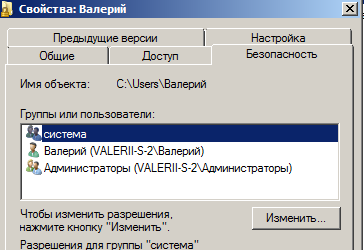 Свойства: Валерий
Предыдущие версии
Настройка
Общие
Доступ
Безопасность
Имя объекта: C:\Users\Валерий
Группы или пользователи:
система
Валерий (VALERII-S-2\Валерий)
Администраторы (VALERII-S-2\Администраторы)
Чтобы изменить разрешения,
нажмите кнопку "Изменить".
Изменить...
Разрешения для группы "система"